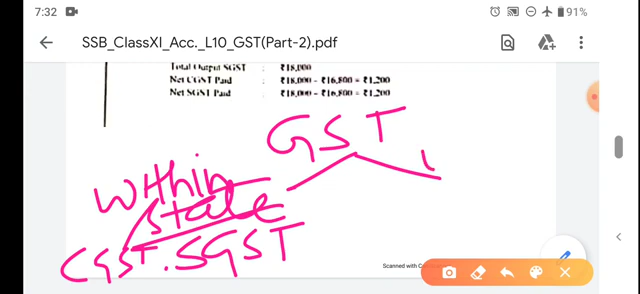 7:32 91%
SSB_ClassXI_Acc._L10_GST(Part-2).pdf
Total Output SGST : ₹18,000
Net CGST Paid : ₹18,000 - ₹16,800 = ₹1,200
Net SGST Paid : ₹18,000 - ₹16,800 = ₹1,200
GST
Within
state
CGST.SGST
Scanned with